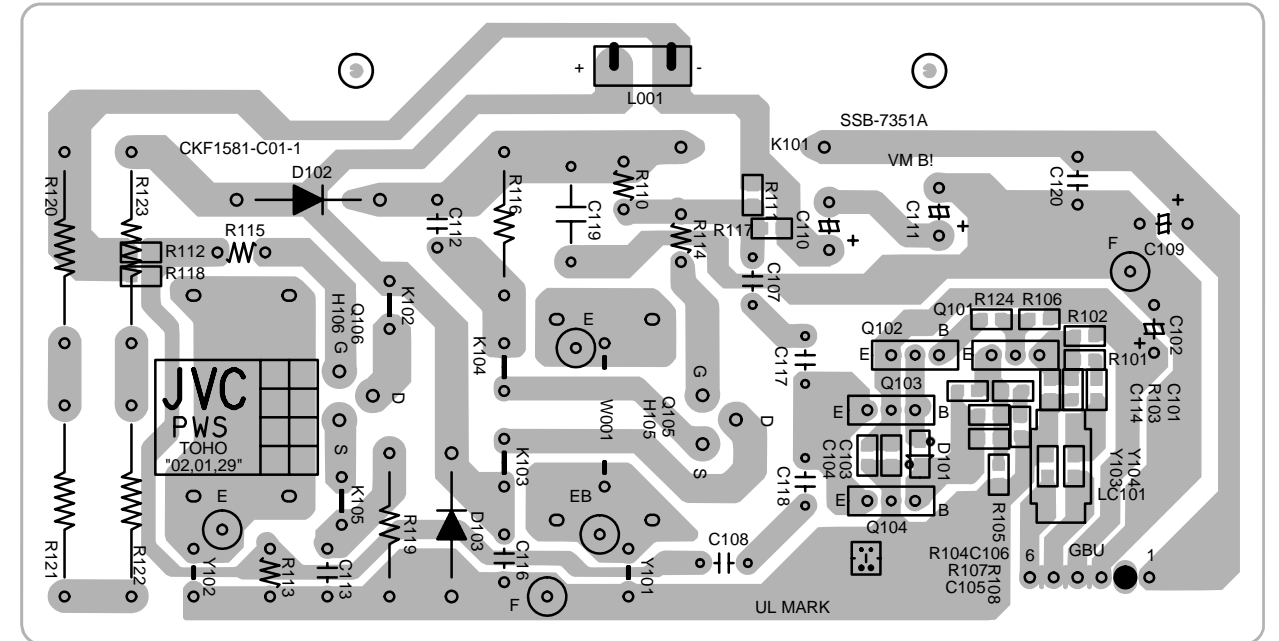 + -
L001
SSB-7351A
K101
CKF1581-C01-1
VM B!
D102
R120
R123
R116
R110
R111
C120
C119
C112
R117
C110
C111
+
+
+
R115
R112
R118
R114
C109
F
C107
K102
Q106
H106
G
E
Q101
R124
R106
Q102
B
R102
C102
+
E
E
K104
C117
R101
G
JVC
PWS
TOHO
"02,01,29"
D
Q103
C101
R103
C114
W001
Q105
H105
D
E
B
S
S
K103
C103
C104
D101
Y104
Y103
C118
LC101
K105
E
EB
E
B
R105
Q104
R119
D103
R121
R122
Y102
R113
C113
C116
C108
Y101
R104
C106
R107
C105
R108
6
GBU
1
F
UL MARK